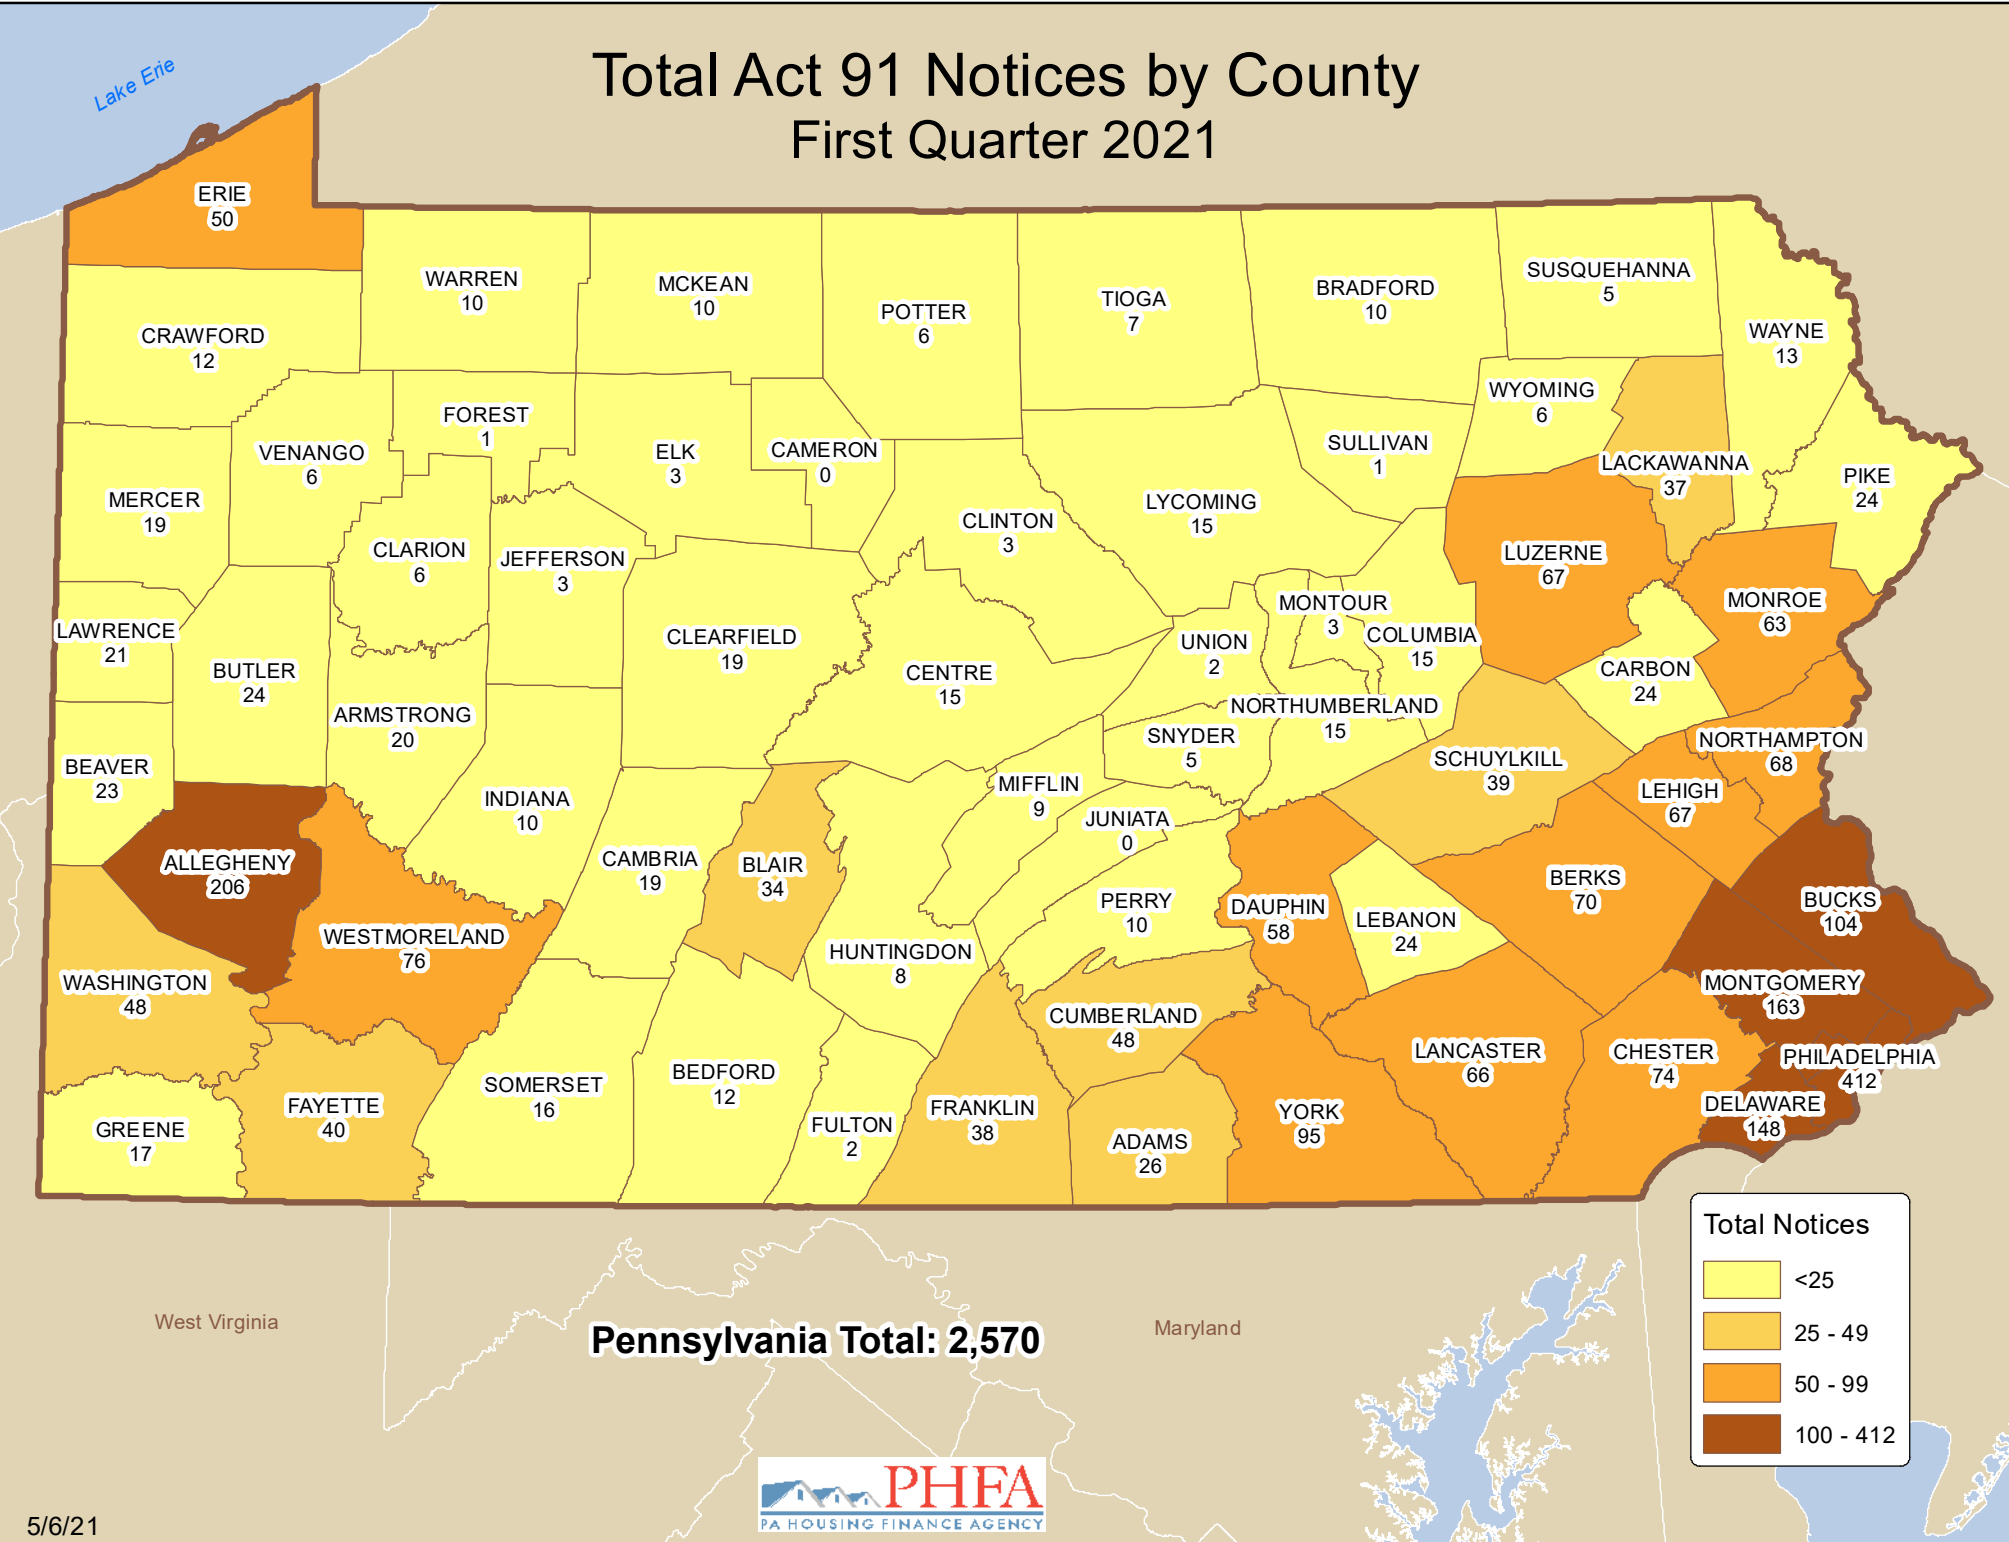 Total Act 91 Notices by County
First Quarter 2021
Lake Erie
ERIE
50
WARREN
10
MCKEAN
10
POTTER
6
TIOGA
7
BRADFORD
10
SUSQUEHANNA
5
WAYNE
13
CRAWFORD
12
WYOMING
6
FOREST
1
VENANGO
6
ELK
3
CAMERON
0
SULLIVAN
1
LACKAWANNA
37
PIKE
24
MERCER
19
LYCOMING
15
CLINTON
3
CLARION
6
JEFFERSON
3
LUZERNE
67
MONROE
63
MONTOUR
3
LAWRENCE
21
CLEARFIELD
19
UNION
2
COLUMBIA
15
BUTLER
24
CENTRE
15
CARBON
24
ARMSTRONG
20
NORTHUMBERLAND
15
SNYDER
5
NORTHAMPTON
68
BEAVER
23
SCHUYLKILL
39
MIFFLIN
9
LEHIGH
67
INDIANA
10
JUNIATA
0
ALLEGHENY
206
CAMBRIA
19
BLAIR
34
BERKS
70
PERRY
10
DAUPHIN
58
LEBANON
24
BUCKS
104
WESTMORELAND
76
HUNTINGDON
8
WASHINGTON
48
MONTGOMERY
163
CUMBERLAND
48
LANCASTER
66
CHESTER
74
PHILADELPHIA
412
BEDFORD
12
SOMERSET
16
FAYETTE
40
FRANKLIN
38
YORK
95
DELAWARE
148
FULTON
2
GREENE
17
ADAMS
26
Total Notices
<25
25 - 49
50 - 99
100 - 412
West Virginia
Maryland
Pennsylvania Total: 2,570
PHFA
PA HOUSING FINANCE AGENCY
5/6/21